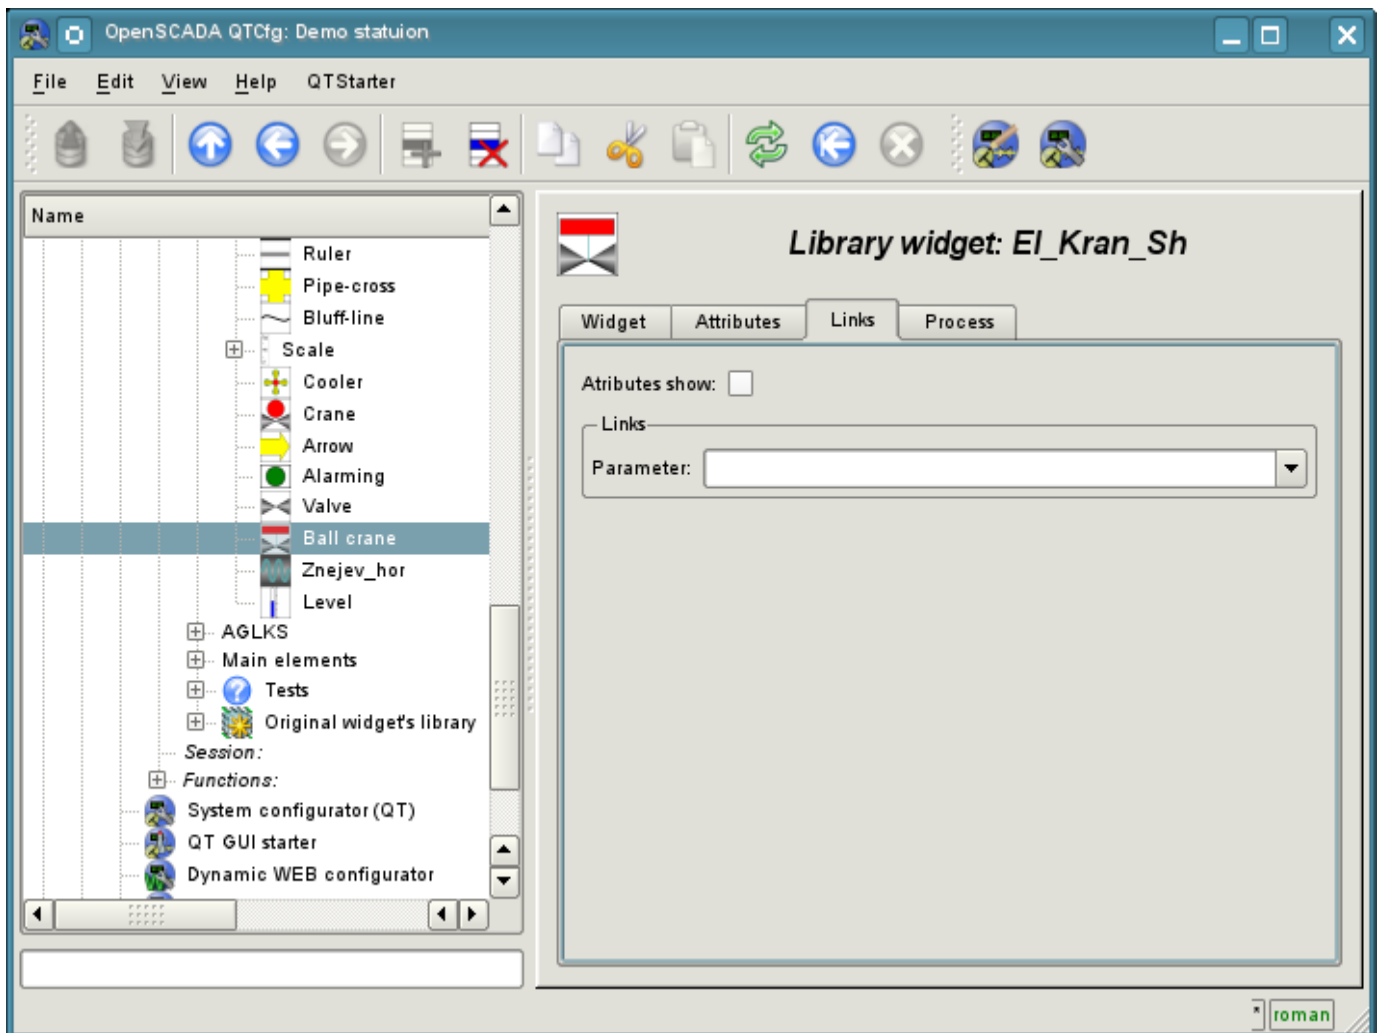 OpenSCADA QTCfg: Demo statuion
File Edit View Help QTStarter
Name
Ruler
Pipe-cross
Bluff-line
Scale
Cooler
Crane
Arrow
Alarming
Valve
Ball crane
Znejev_hor
Level
AGLKS
Main elements
Tests
Original widget's library
Session:
Functions:
System configurator (QT)
QT GUI starter
Dynamic WEB configurator
Library widget: El_Kran_Sh
Widget Attributes Links Process
Atributes show:
Links
Parameter:
* roman